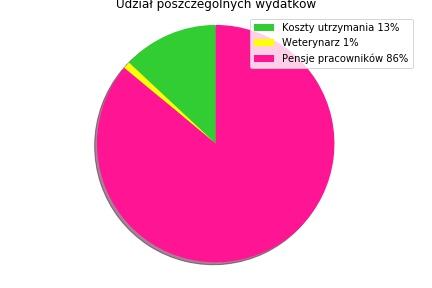 Udział poszczególnych wydatków
Koszty utrzymania 13%
Weterynarz 1%
Pensje pracowników 86%